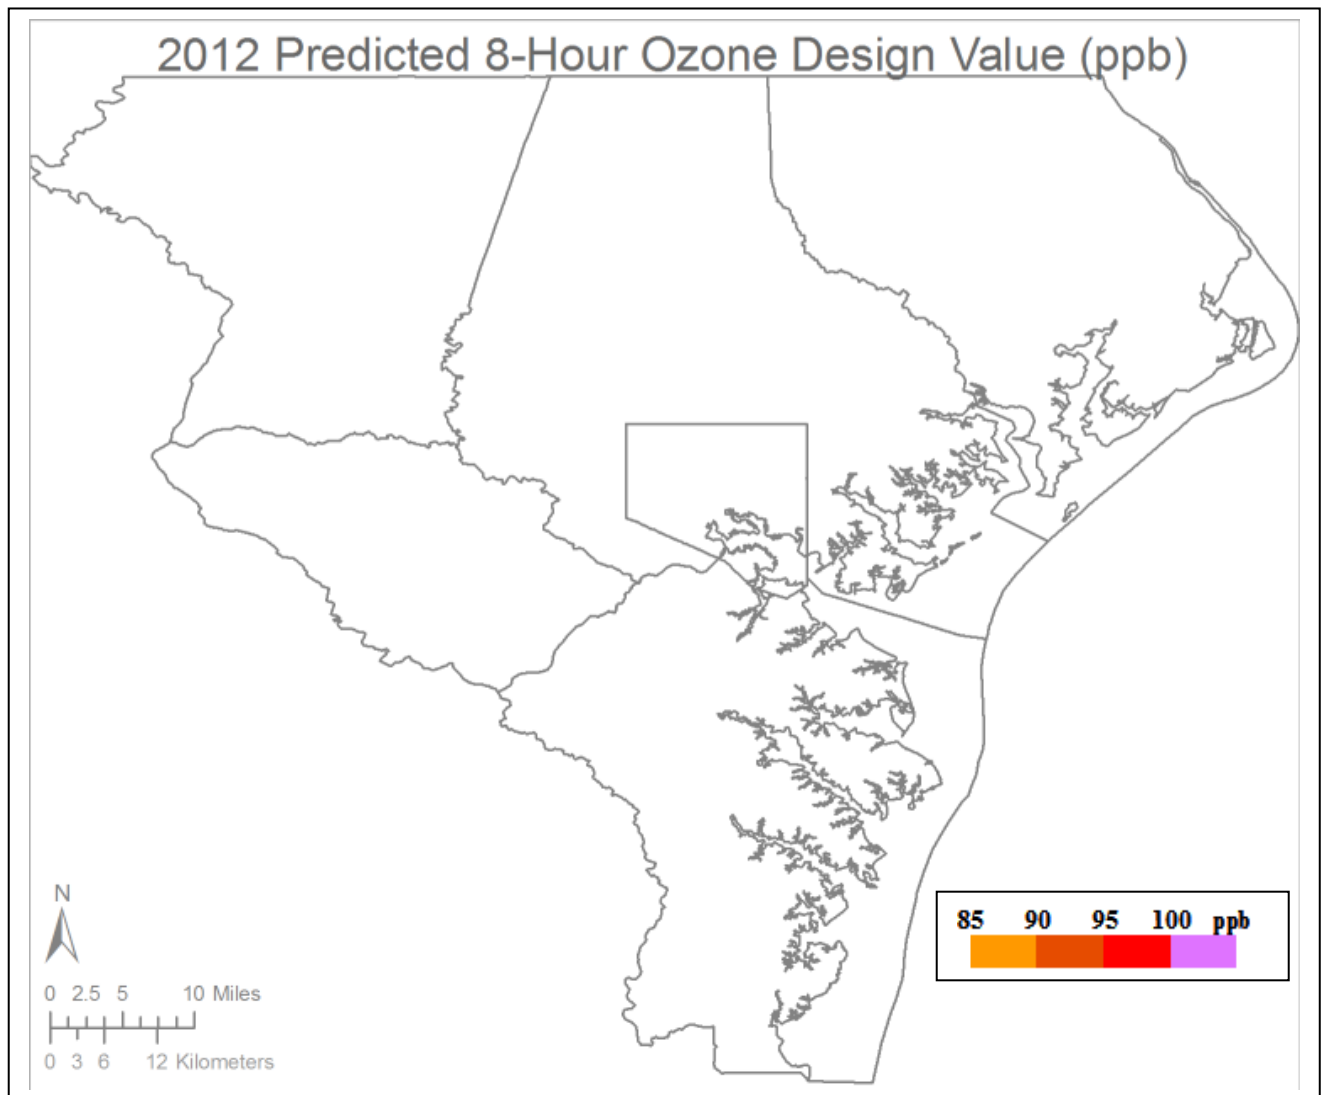 2012 Predicted 8-Hour Ozone Design Value (ppb)
N
0 2.5 5 10 Miles
0 3 6 12 Kilometers
85 90 95 100 ppb